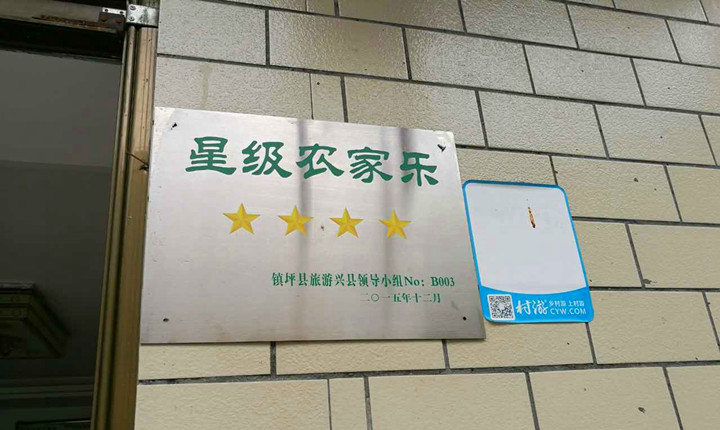 星级农家乐
镇坪县旅游兴县领导小组No: B003
二〇一五年十二月
村游 乡村游 上村游
CYW.COM